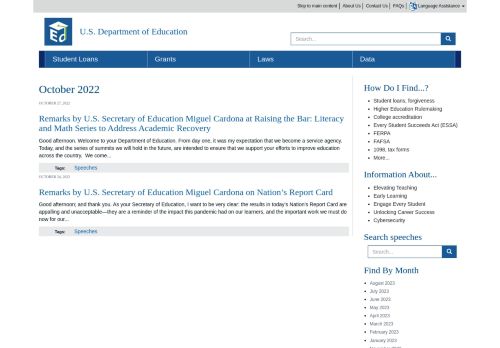 Skip to main content | About Us | Contact Us | FAQs | Language Assistance
U.S. Department of Education
Search...
Student Loans Grants Laws Data
October 2022
OCTOBER 27, 2022
Remarks by U.S. Secretary of Education Miguel Cardona at Raising the Bar: Literacy
and Math Series to Address Academic Recovery
Good afternoon. Welcome to your Department of Education. From day one, it was my expectation that we become a service agency.
Today, and the series of summits we will hold in the future, are intended to ensure that we support your efforts to improve education
across the country. We come...
Tags: Speeches
OCTOBER 24, 2022
Remarks by U.S. Secretary of Education Miguel Cardona on Nation's Report Card
Good afternoon, and thank you. As your Secretary of Education, I want to be very clear: the results in today's Nation's Report Card are
appalling and unacceptable—they are a reminder of the impact this pandemic had on our learners, and the important work we must do
now for our...
Tags: Speeches
How Do I Find...?
Student loans, forgiveness
Higher Education Rulemaking
College accreditation
Every Student Succeeds Act (ESSA)
FERPA
FAFSA
1098, tax forms
More...
Information About...
Elevating Teaching
Early Learning
Engage Every Student
Unlocking Career Success
Cybersecurity
Search speeches
Search...
Find By Month
August 2023
July 2023
June 2023
May 2023
April 2023
March 2023
February 2023
January 2023